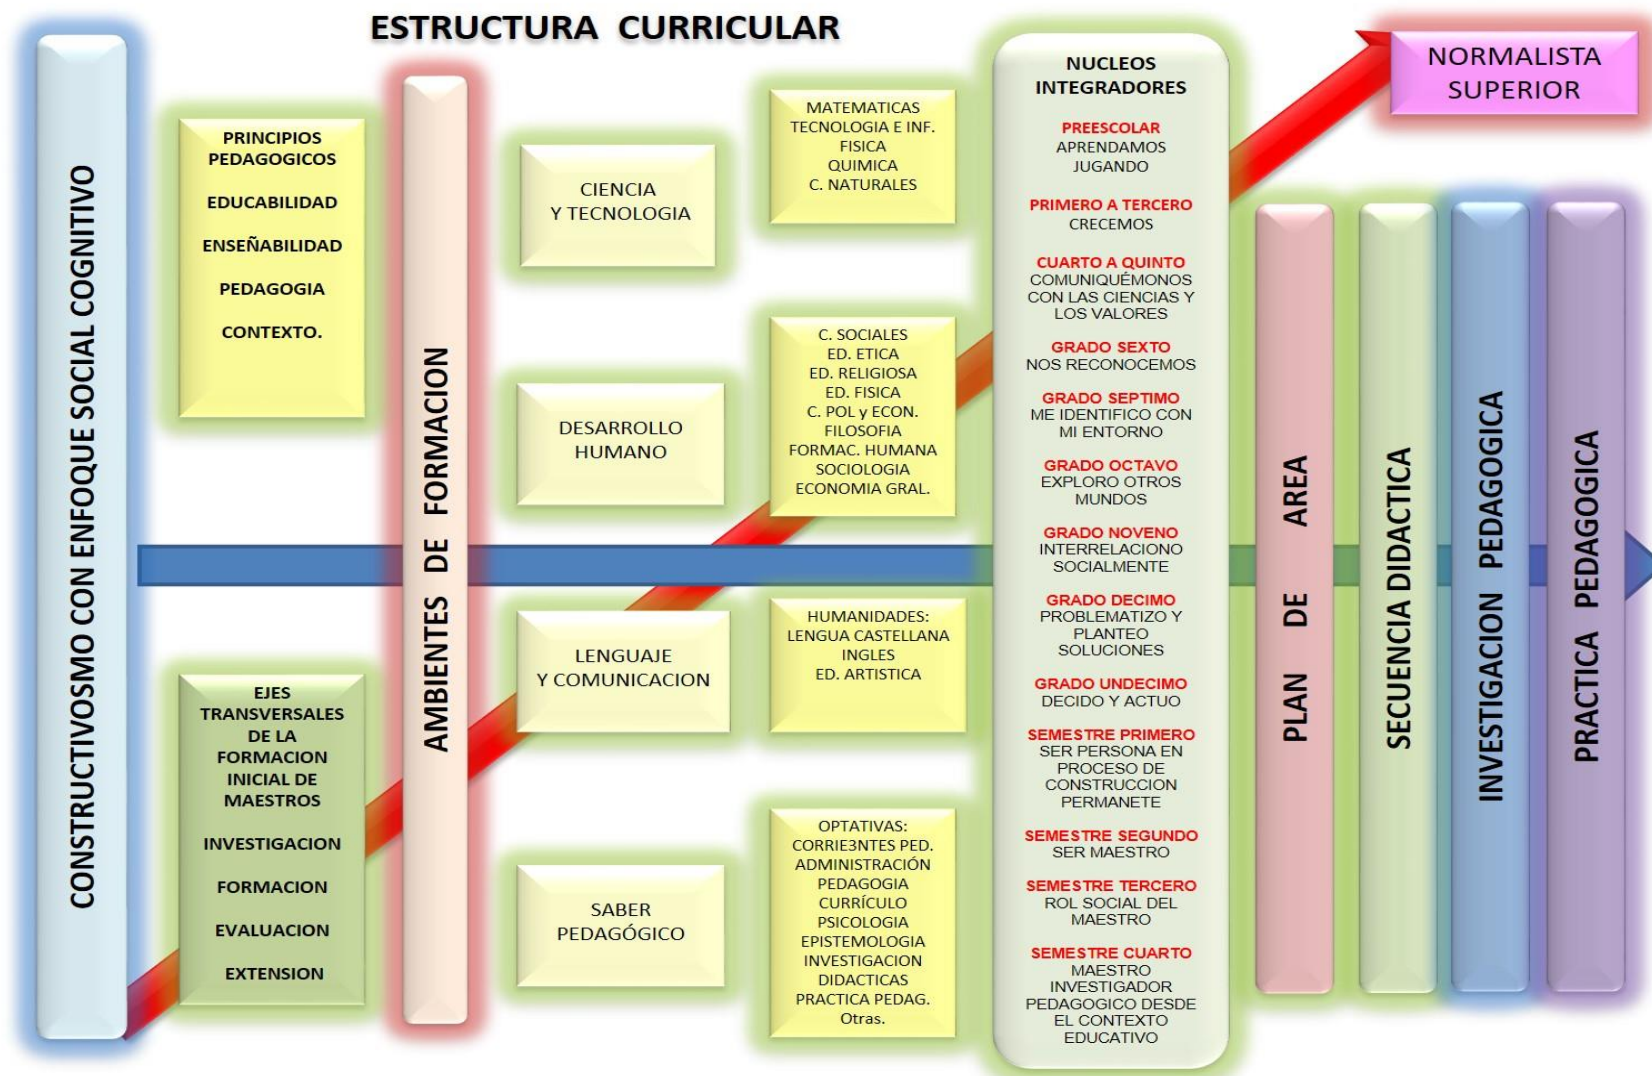 ESTRUCTURA CURRICULAR
CONSTRUCTIVOSMO CON ENFOQUE SOCIAL COGNITIVO
PRINCIPIOS
PEDAGOGICOS
EDUCABILIDAD
ENSEÑABILIDAD
PEDAGOGIA
CONTEXTO.
EJES
TRANSVERSALES
DE LA
FORMACION
INICIAL DE
MAESTROS
INVESTIGACION
FORMACION
EVALUACION
EXTENSION
AMBIENTES DE FORMACION
CIENCIA
Y TECNOLOGIA
DESARROLLO
HUMANO
LENGUAJE
Y COMUNICACION
SABER
PEDAGÓGICO
MATEMATICAS
TECNOLOGIA E INF.
FISICA
QUIMICA
C. NATURALES
C. SOCIALES
ED. ETICA
ED. RELIGIOSA
ED. FISICA
C. POL y ECON.
FILOSOFIA
FORMAC. HUMANA
SOCIOLOGIA
ECONOMIA GRAL.
HUMANIDADES:
LENGUA CASTELLANA
INGLES
ED. ARTISTICA
OPTATIVAS:
CORRIE3NTES PED.
ADMINISTRACIÓN
PEDAGOGIA
CURRÍCULO
PSICOLOGIA
EPISTEMOLOGIA
INVESTIGACION
DIDACTICAS
PRACTICA PEDAG.
Otras.
NUCLEOS
INTEGRADORES
PREESCOLAR
APRENDAMOS
JUGANDO
PRIMERO A TERCERO
CRECEMOS
CUARTO A QUINTO
COMUNIQUÉMONOS
CON LAS CIENCIAS Y
LOS VALORES
GRADO SEXTO
NOS RECONOCEMOS
GRADO SEPTIMO
ME IDENTIFICO CON
MI ENTORNO
GRADO OCTAVO
EXPLORO OTROS
MUNDOS
GRADO NOVENO
INTERRELACIONO
SOCIALMENTE
GRADO DECIMO
PROBLEMATIZO Y
PLANTEO
SOLUCIONES
GRADO UNDECIMO
DECIDO Y ACTUO
SEMESTRE PRIMERO
SER PERSONA EN
PROCESO DE
CONSTRUCCION
PERMANETE
SEMESTRE SEGUNDO
SER MAESTRO
SEMESTRE TERCERO
ROL SOCIAL DEL
MAESTRO
SEMESTRE CUARTO
MAESTRO
INVESTIGADOR
PEDAGOGICO DESDE
EL CONTEXTO
EDUCATIVO
PLAN DE AREA
SECUENCIA DIDACTICA
INVESTIGACION PEDAGOGICA
PRACTICA PEDAGOGICA
NORMALISTA
SUPERIOR